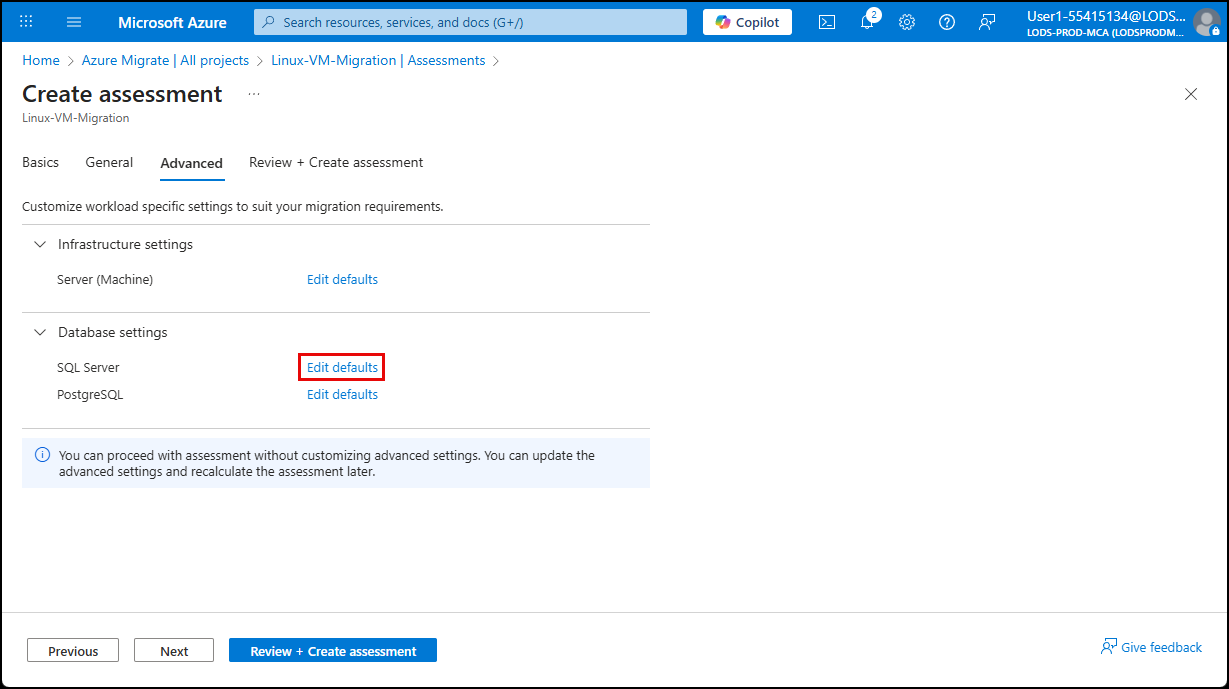 Microsoft Azure
Search resources, services, and docs (G+/)
Copilot
2
User1-55415134@LODS...
LODS-PROD-MCA (LODSPRODM...
Home > Azure Migrate | All projects > Linux-VM-Migration | Assessments >
Create assessment ...
Linux-VM-Migration
Basics General Advanced Review + Create assessment
Customize workload specific settings to suit your migration requirements.
Infrastructure settings
Server (Machine) Edit defaults
Database settings
SQL Server Edit defaults
PostgreSQL Edit defaults
You can proceed with assessment without customizing advanced settings. You can update the
advanced settings and recalculate the assessment later.
Previous Next Review + Create assessment
Give feedback